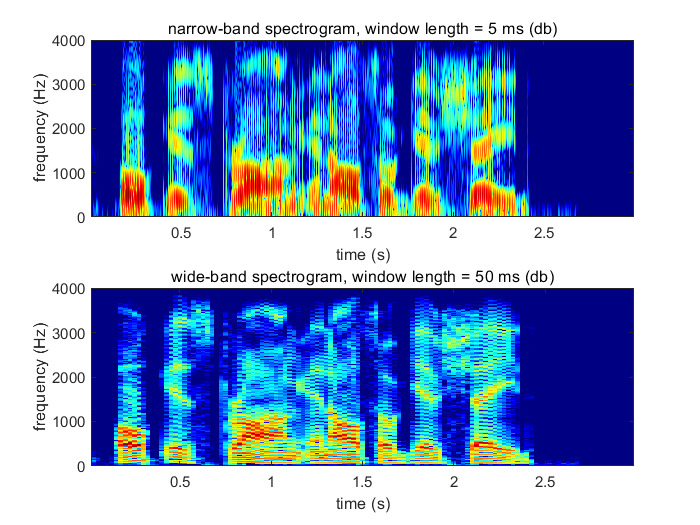 narrow-band spectrogram, window length = 5 ms (db)
4000
3000
2000
1000
0
frequency (Hz)
0.5 1 1.5 2 2.5
time (s)
wide-band spectrogram, window length = 50 ms (db)
4000
3000
2000
1000
0
frequency (Hz)
0.5 1 1.5 2 2.5
time (s)